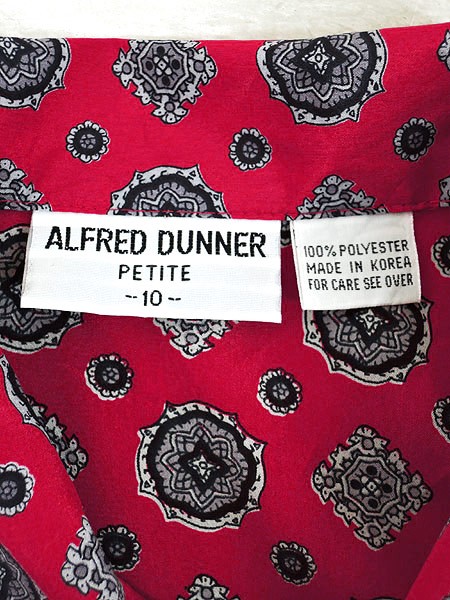 ALFRED DUNNER
PETITE
-- 10 --
100% POLYESTER
MADE IN KOREA
FOR CARE SEE OVER